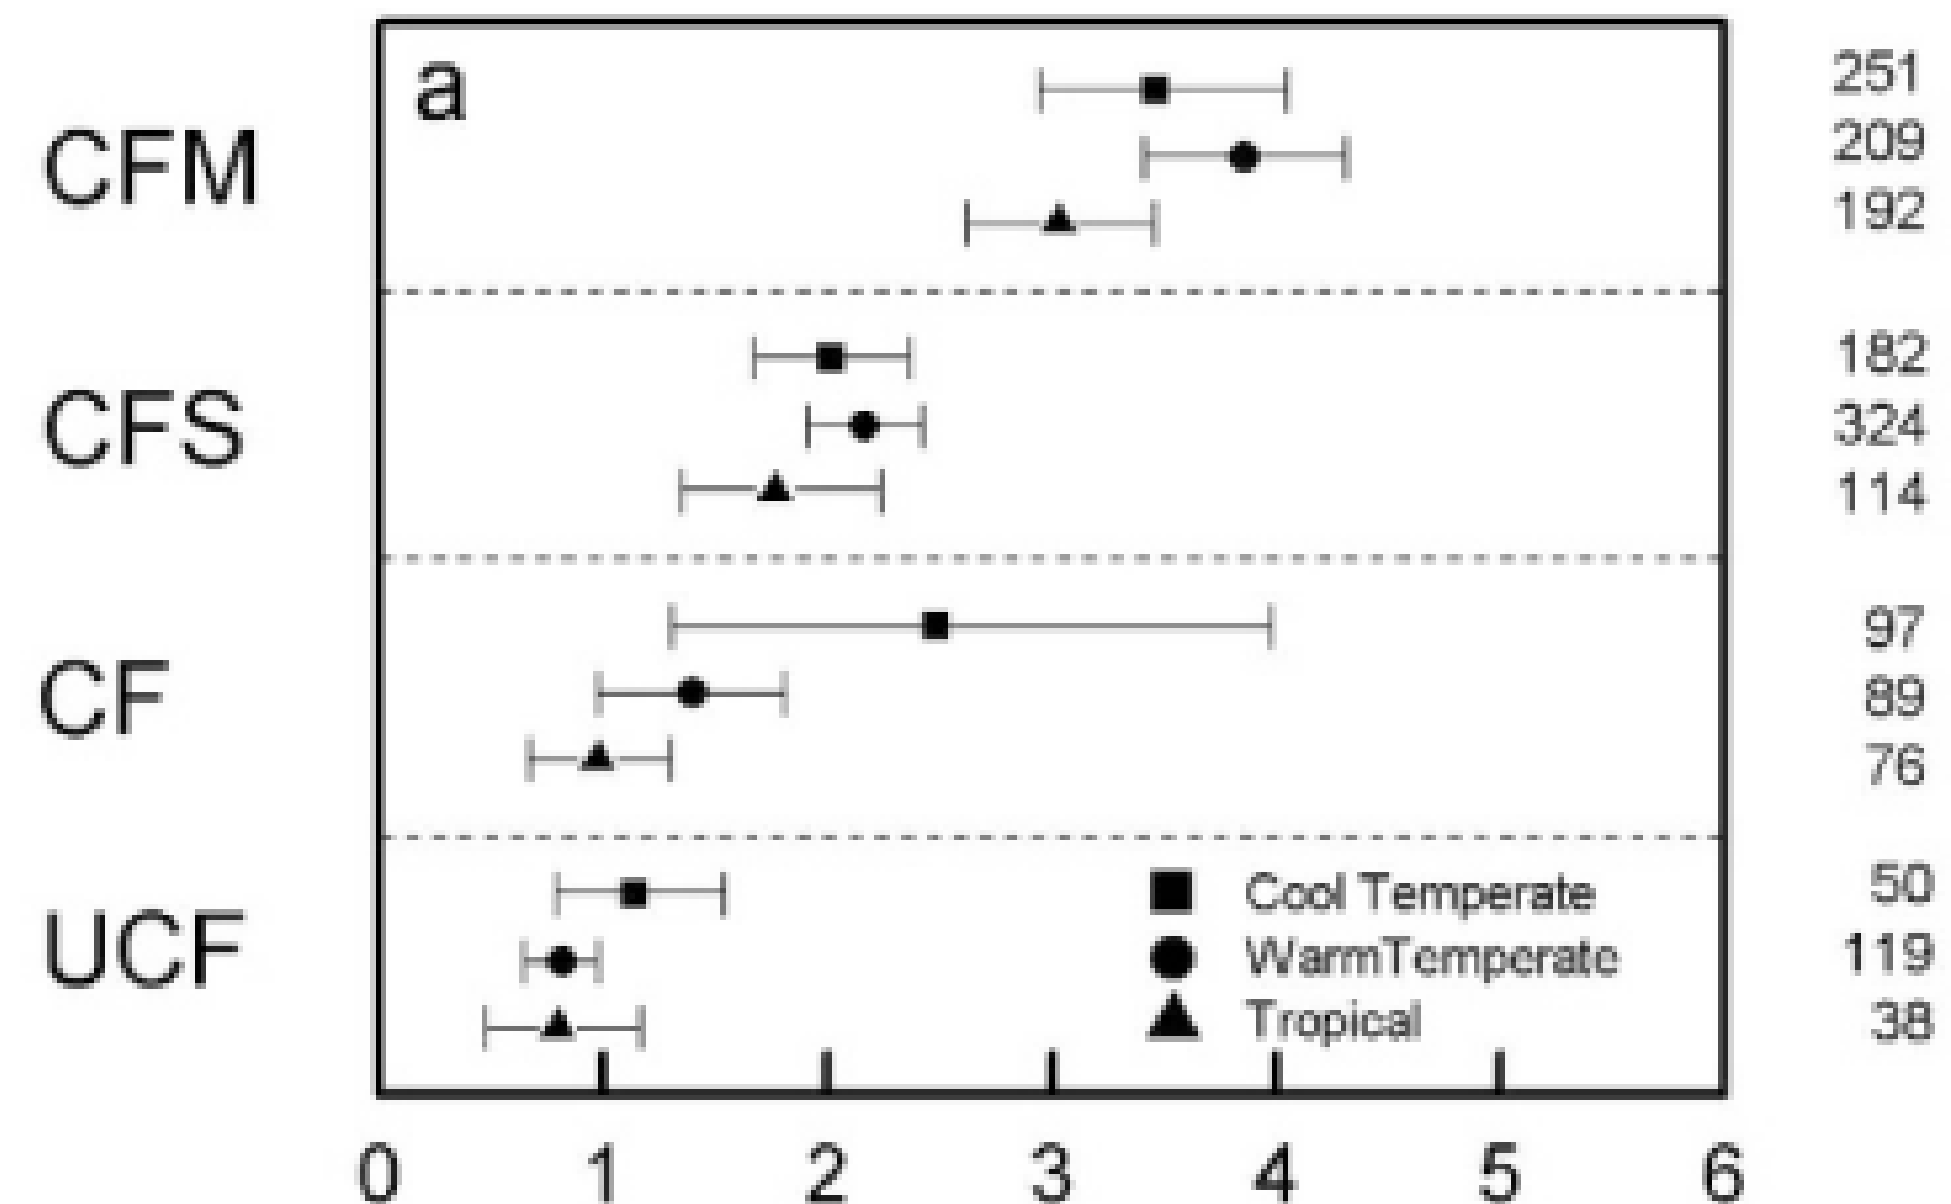 a
CFM
251
209
192
CFS
182
324
114
CF
97
89
76
UCF
50
119
38
Cool Temperate
WarmTemperate
Tropical
0 1 2 3 4 5 6